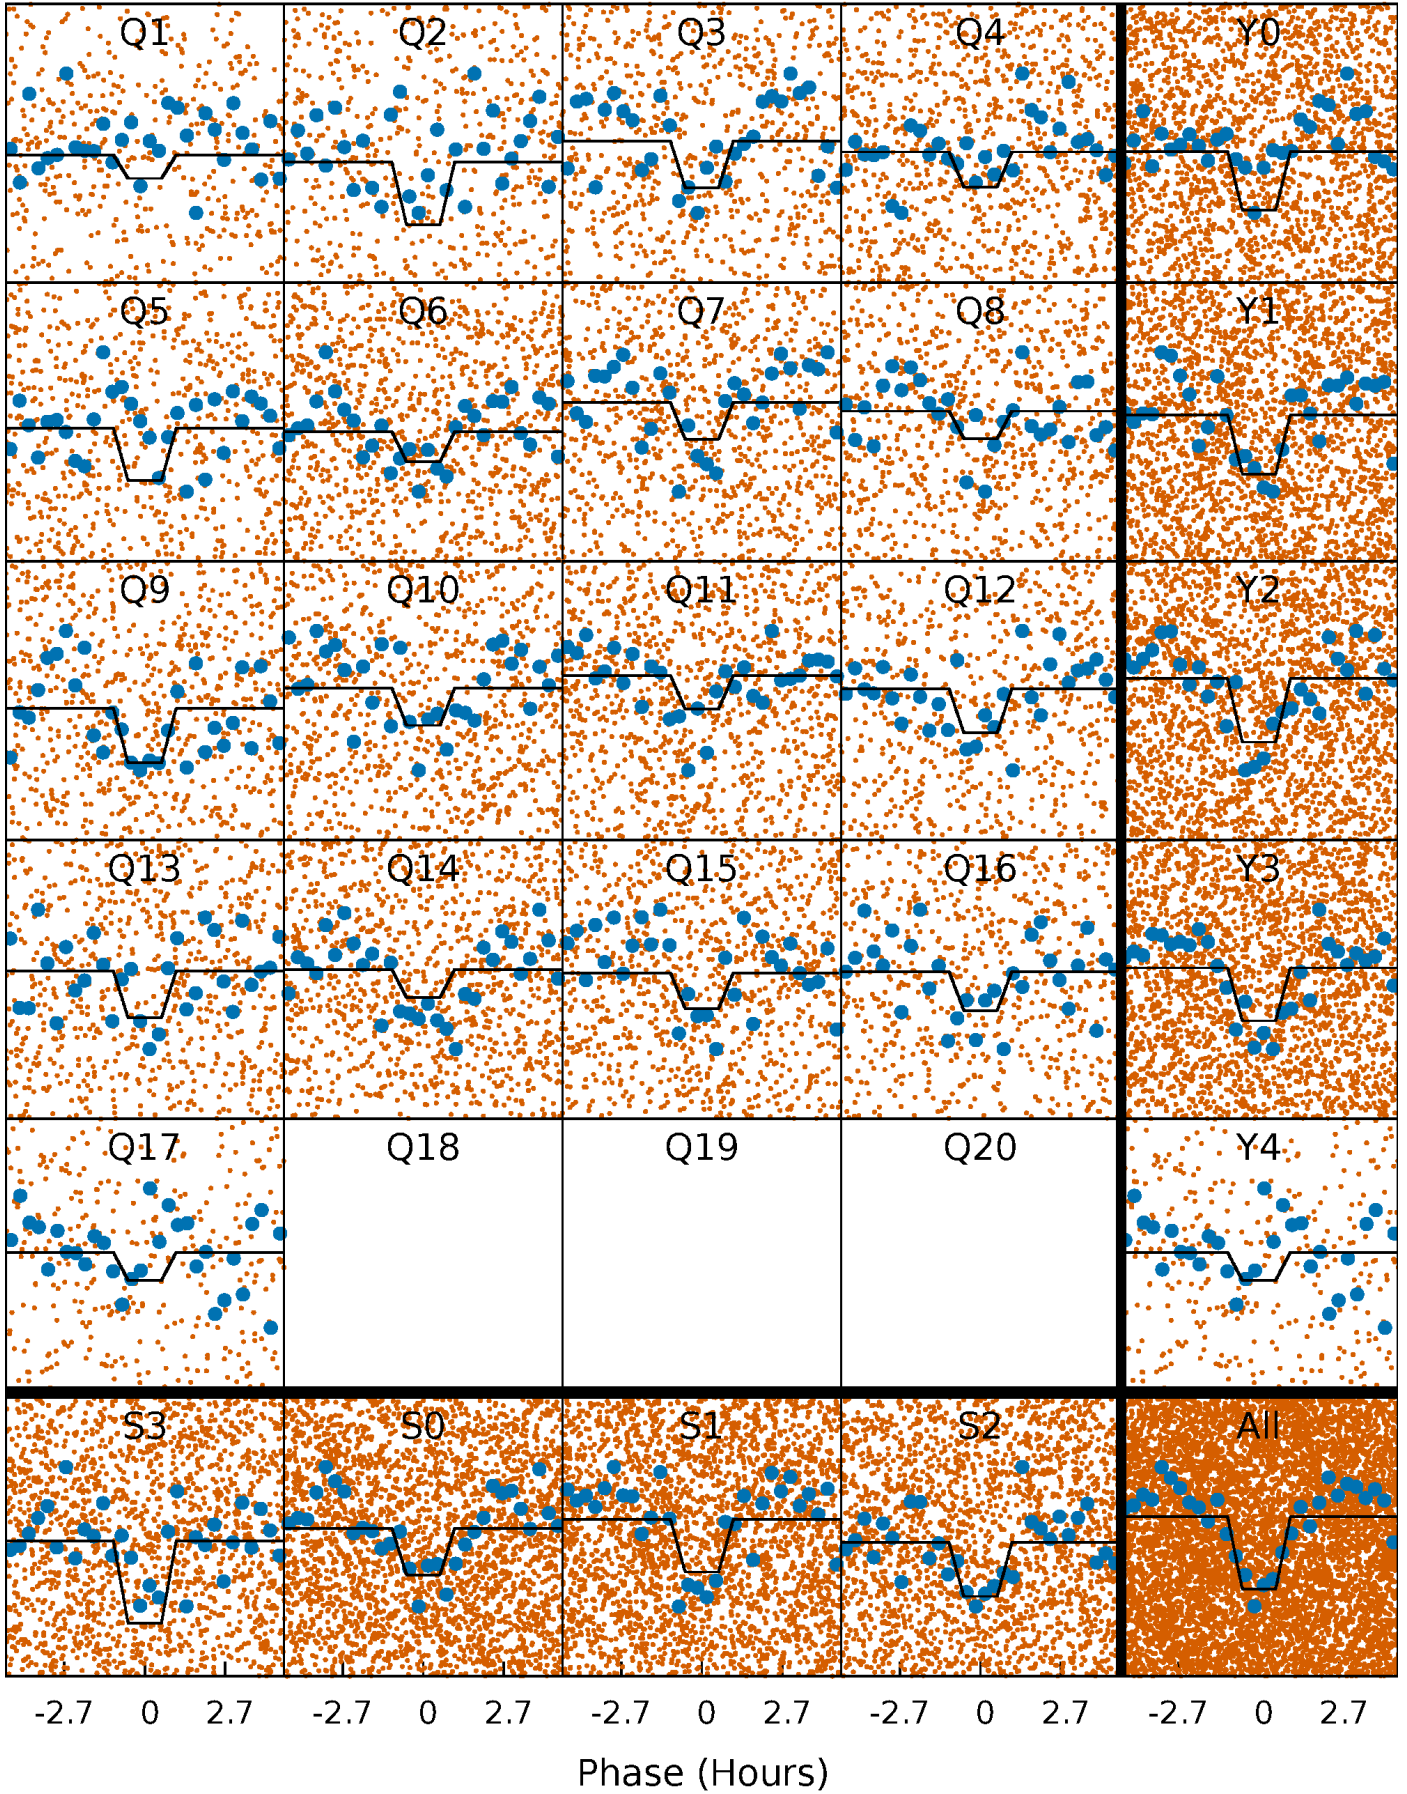 Q1 Q2 Q3 Q4 Y0
Q5 Q6 Q7 Q8 Y1
Q9 Q10 Q11 Q12 Y2
Q13 Q14 Q15 Q16 Y3
Q17 Q18 Q19 Q20 Y4
S3 S0 S1 S2 All
-2.7 0 2.7 -2.7 0 2.7 -2.7 0 2.7 -2.7 0 2.7 -2.7 0 2.7
Phase (Hours)